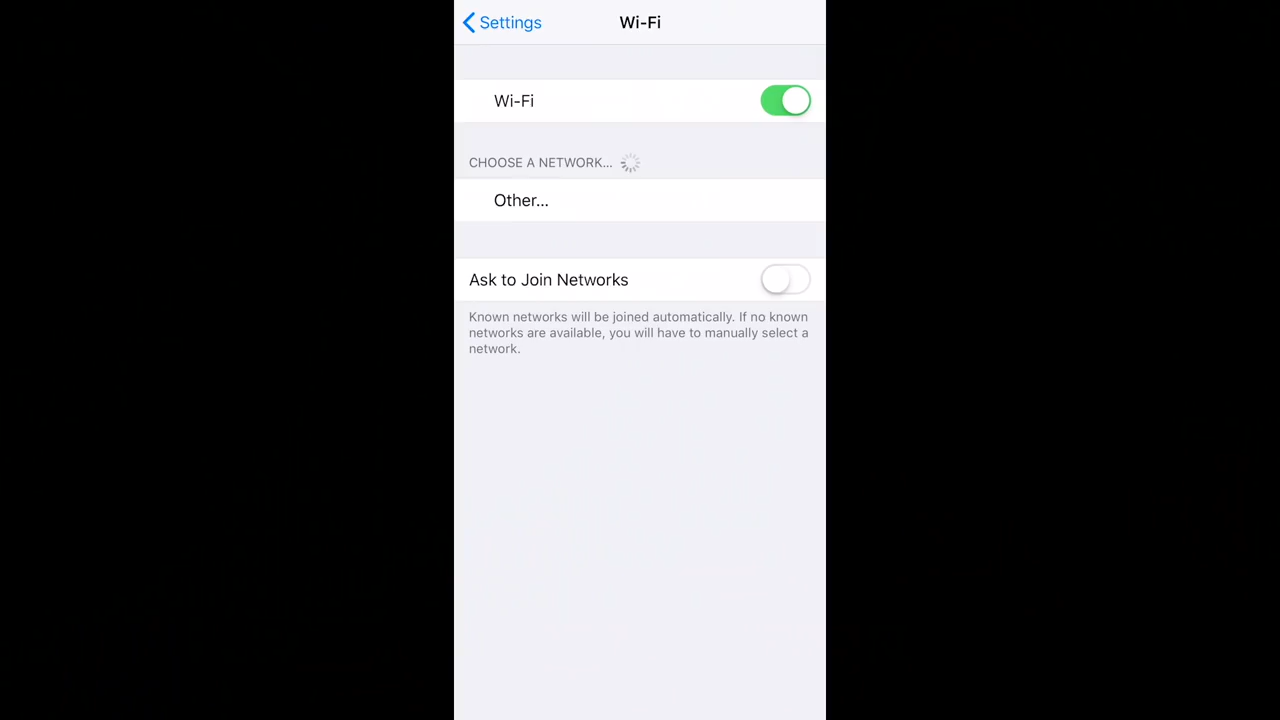 Settings
Wi-Fi
Wi-Fi
CHOOSE A NETWORK...
Other...
Ask to Join Networks
Known networks will be joined automatically. If no known
networks are available, you will have to manually select a
network.